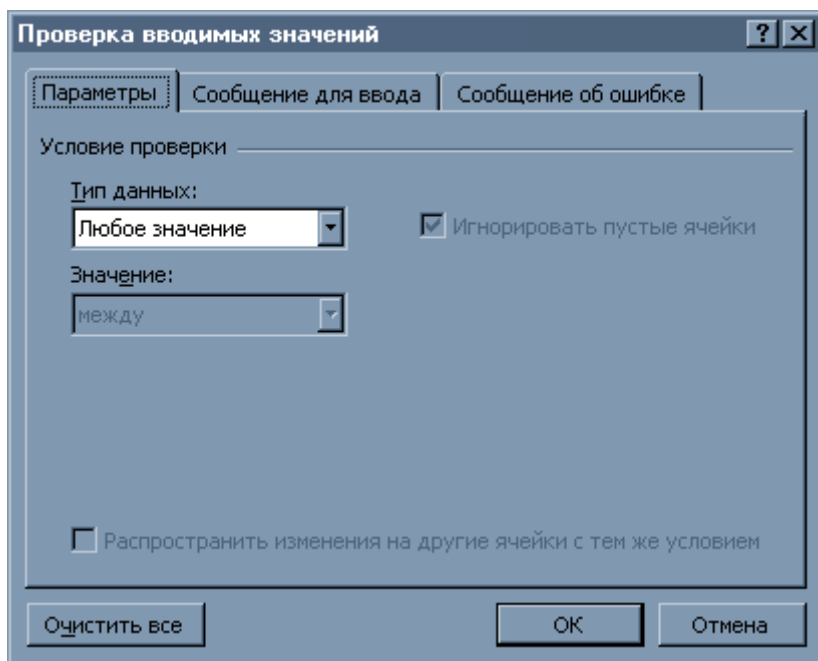 Проверка вводимых значений
Параметры Сообщение для ввода Сообщение об ошибке
Условие проверки
Тип данных:
Любое значение Игнорировать пустые ячейки
Значение:
между
Распространить изменения на другие ячейки с тем же условием
Очистить все ОК Отмена